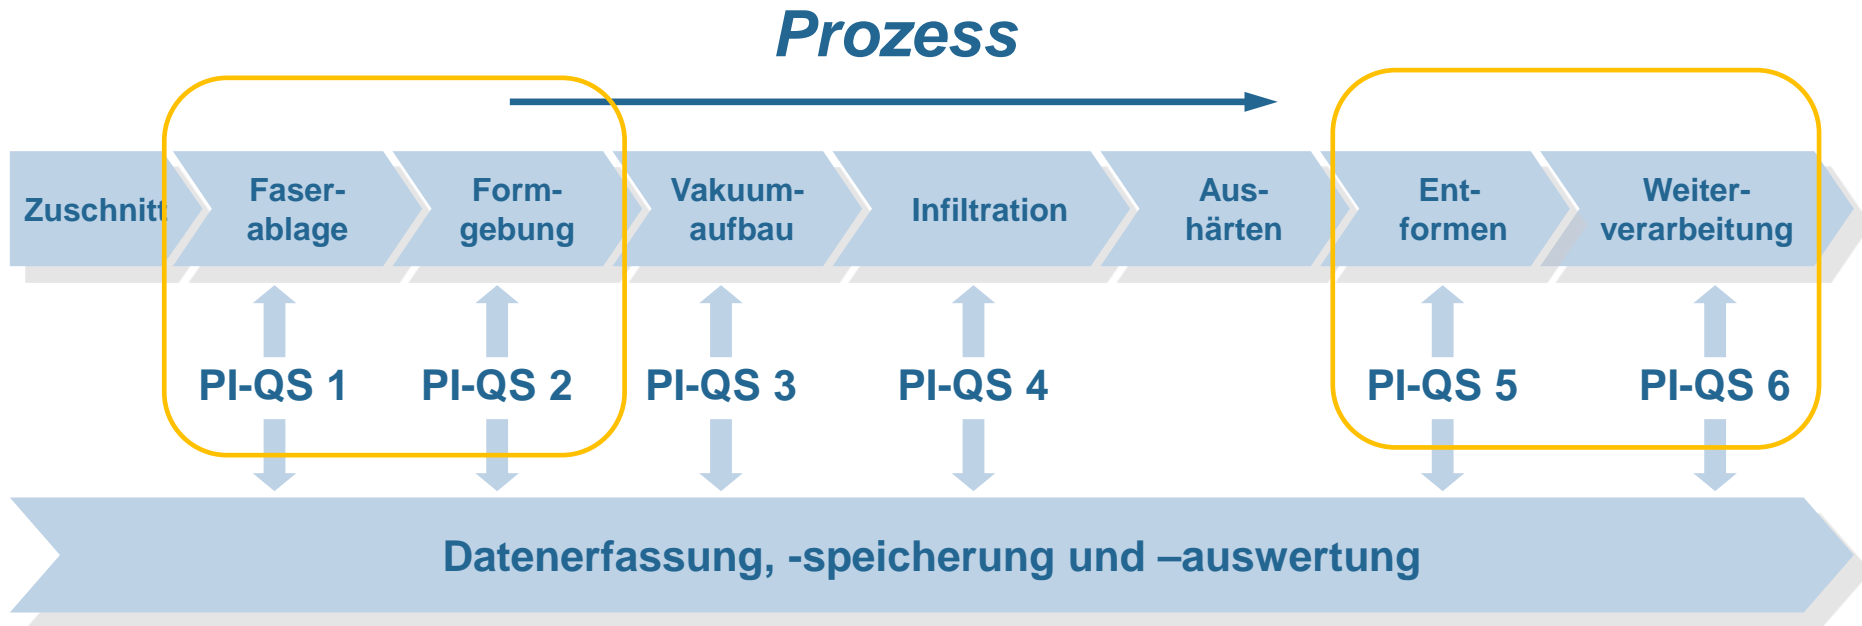 Prozess
Zuschnitt
Faser-
ablage
Form-
gebung
Vakuum-
aufbau
Infiltration
Aus-
härten
Ent-
formen
Weiter-
verarbeitung
PI-QS 1
PI-QS 2
PI-QS 3
PI-QS 4
PI-QS 5
PI-QS 6
Datenerfassung, -speicherung und –auswertung